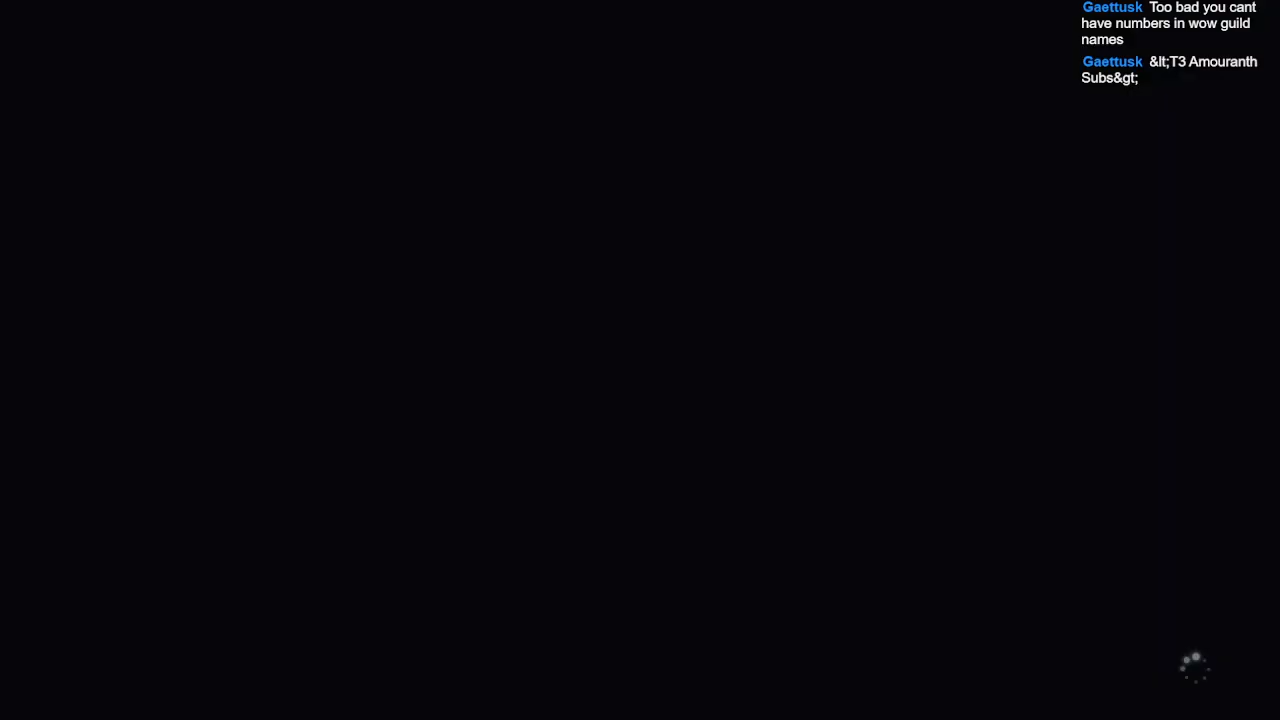 Gaettusk Too bad you cant
have numbers in wow guild
names
Gaettusk &lt;T3 Amouranth
Subs&gt;